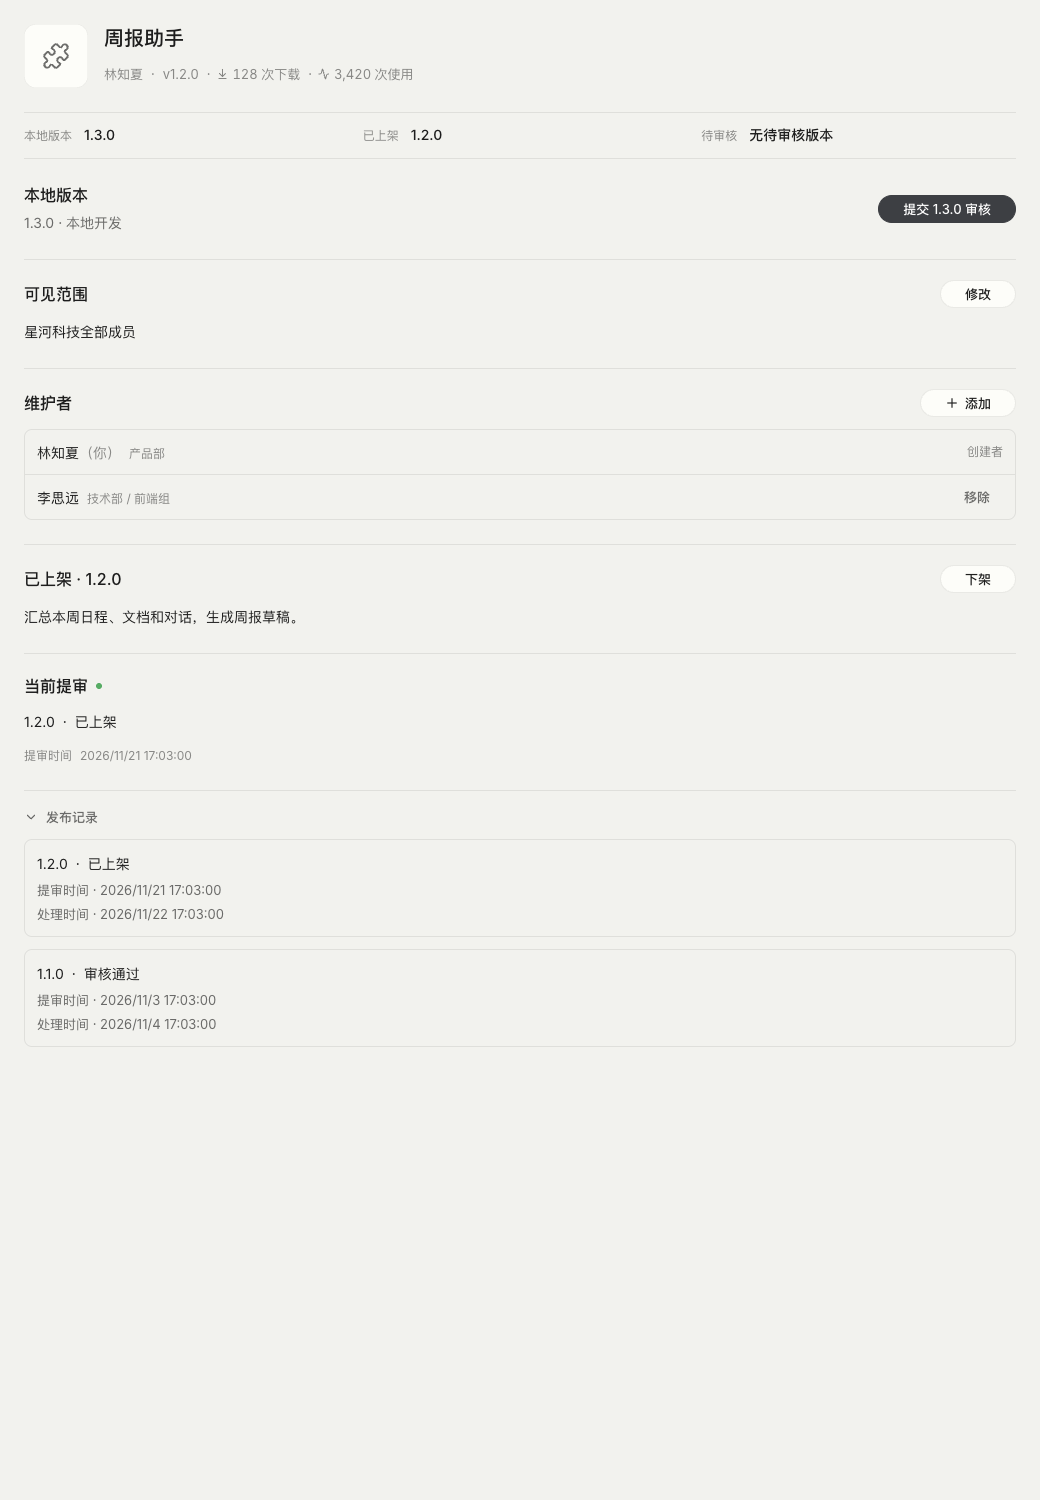 周报助手
林知夏 · v1.2.0 · 128 次下载 · 3,420 次使用
本地版本 1.3.0 已上架 1.2.0 待审核 无待审核版本
本地版本
1.3.0 · 本地开发
提交 1.3.0 审核
可见范围
修改
星河科技全部成员
维护者
添加
林知夏（你） 产品部 创建者
李思远 技术部 / 前端组 移除
已上架 · 1.2.0
下架
汇总本周日程、文档和对话，生成周报草稿。
当前提审
1.2.0 · 已上架
提审时间 2026/11/21 17:03:00
发布记录
1.2.0 · 已上架
提审时间 · 2026/11/21 17:03:00
处理时间 · 2026/11/22 17:03:00
1.1.0 · 审核通过
提审时间 · 2026/11/3 17:03:00
处理时间 · 2026/11/4 17:03:00